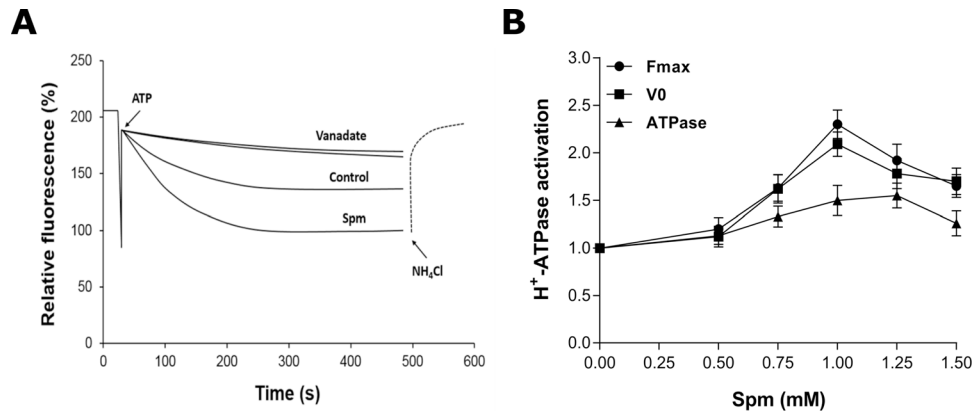 A
Relative fluorescence (%)
250
200
150
100
50
0
ATP
Vanadate
Control
Spm
NH₄Cl
0 100 200 300 400 500 600
Time (s)
B
H⁺-ATPase activation
3.0
2.5
2.0
1.5
1.0
0.5
0.0
Fmax
V0
ATPase
0.00 0.25 0.50 0.75 1.00 1.25 1.50
Spm (mM)